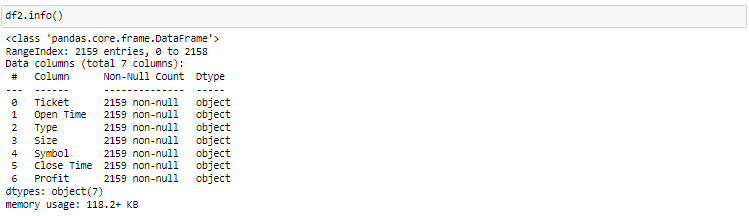 df2.info()
<class 'pandas.core.frame.DataFrame'>
RangeIndex: 2159 entries, 0 to 2158
Data columns (total 7 columns):
 #   Column      Non-Null Count  Dtype
---  ------      --------------  -----
 0   Ticket      2159 non-null   object
 1   Open Time   2159 non-null   object
 2   Type        2159 non-null   object
 3   Size        2159 non-null   object
 4   Symbol      2159 non-null   object
 5   Close Time  2159 non-null   object
 6   Profit      2159 non-null   object
dtypes: object(7)
memory usage: 118.2+ KB